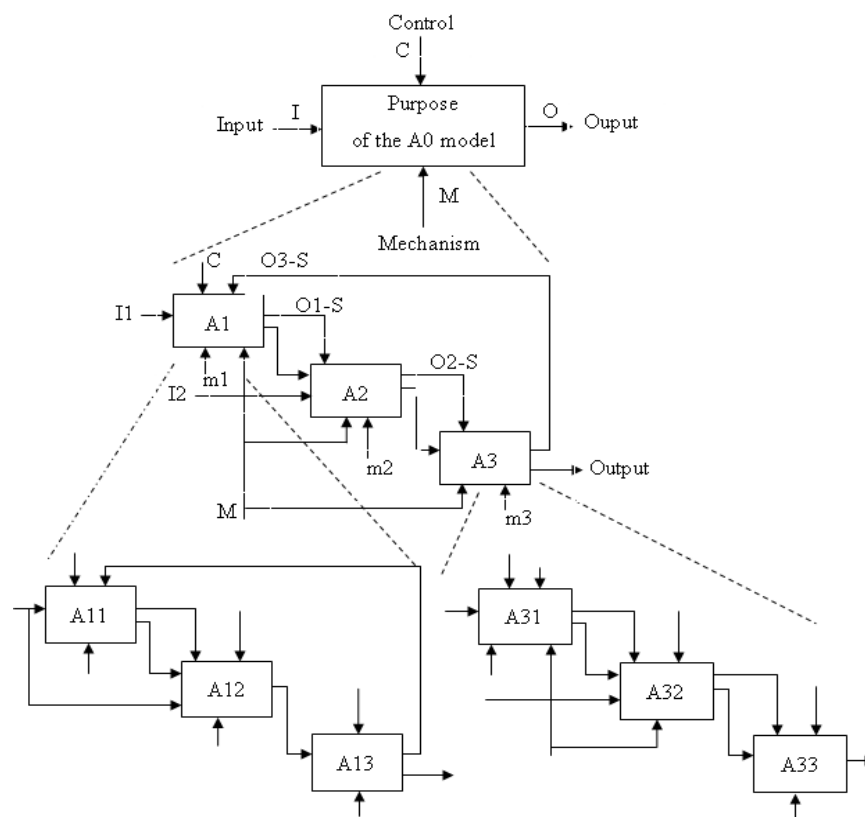 Control
C
Purpose
of the A0 model
Input
I
O
Ouput
M
Mechanism
C
O3-S
I1
A1
O1-S
m1
I2
A2
O2-S
m2
A3
Output
M
m3
A11
A12
A13
A31
A32
A33